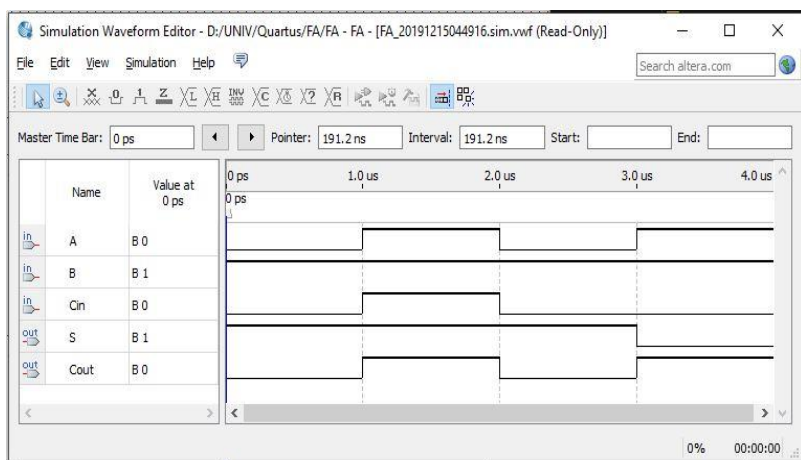 Simulation Waveform Editor - D:/UNIV/Quartus/FA/FA - FA - [FA_20191215044916.sim.vwf (Read-Only)]
File Edit View Simulation Help
Search altera.com
Master Time Bar: 0 ps Pointer: 191.2 ns Interval: 191.2 ns Start: End:
Name Value at 0 ps
0 ps 1.0 us 2.0 us 3.0 us 4.0 us
0 ps
in A B 0
in B B 1
in Cin B 0
out S B 1
out Cout B 0
0% 00:00:00